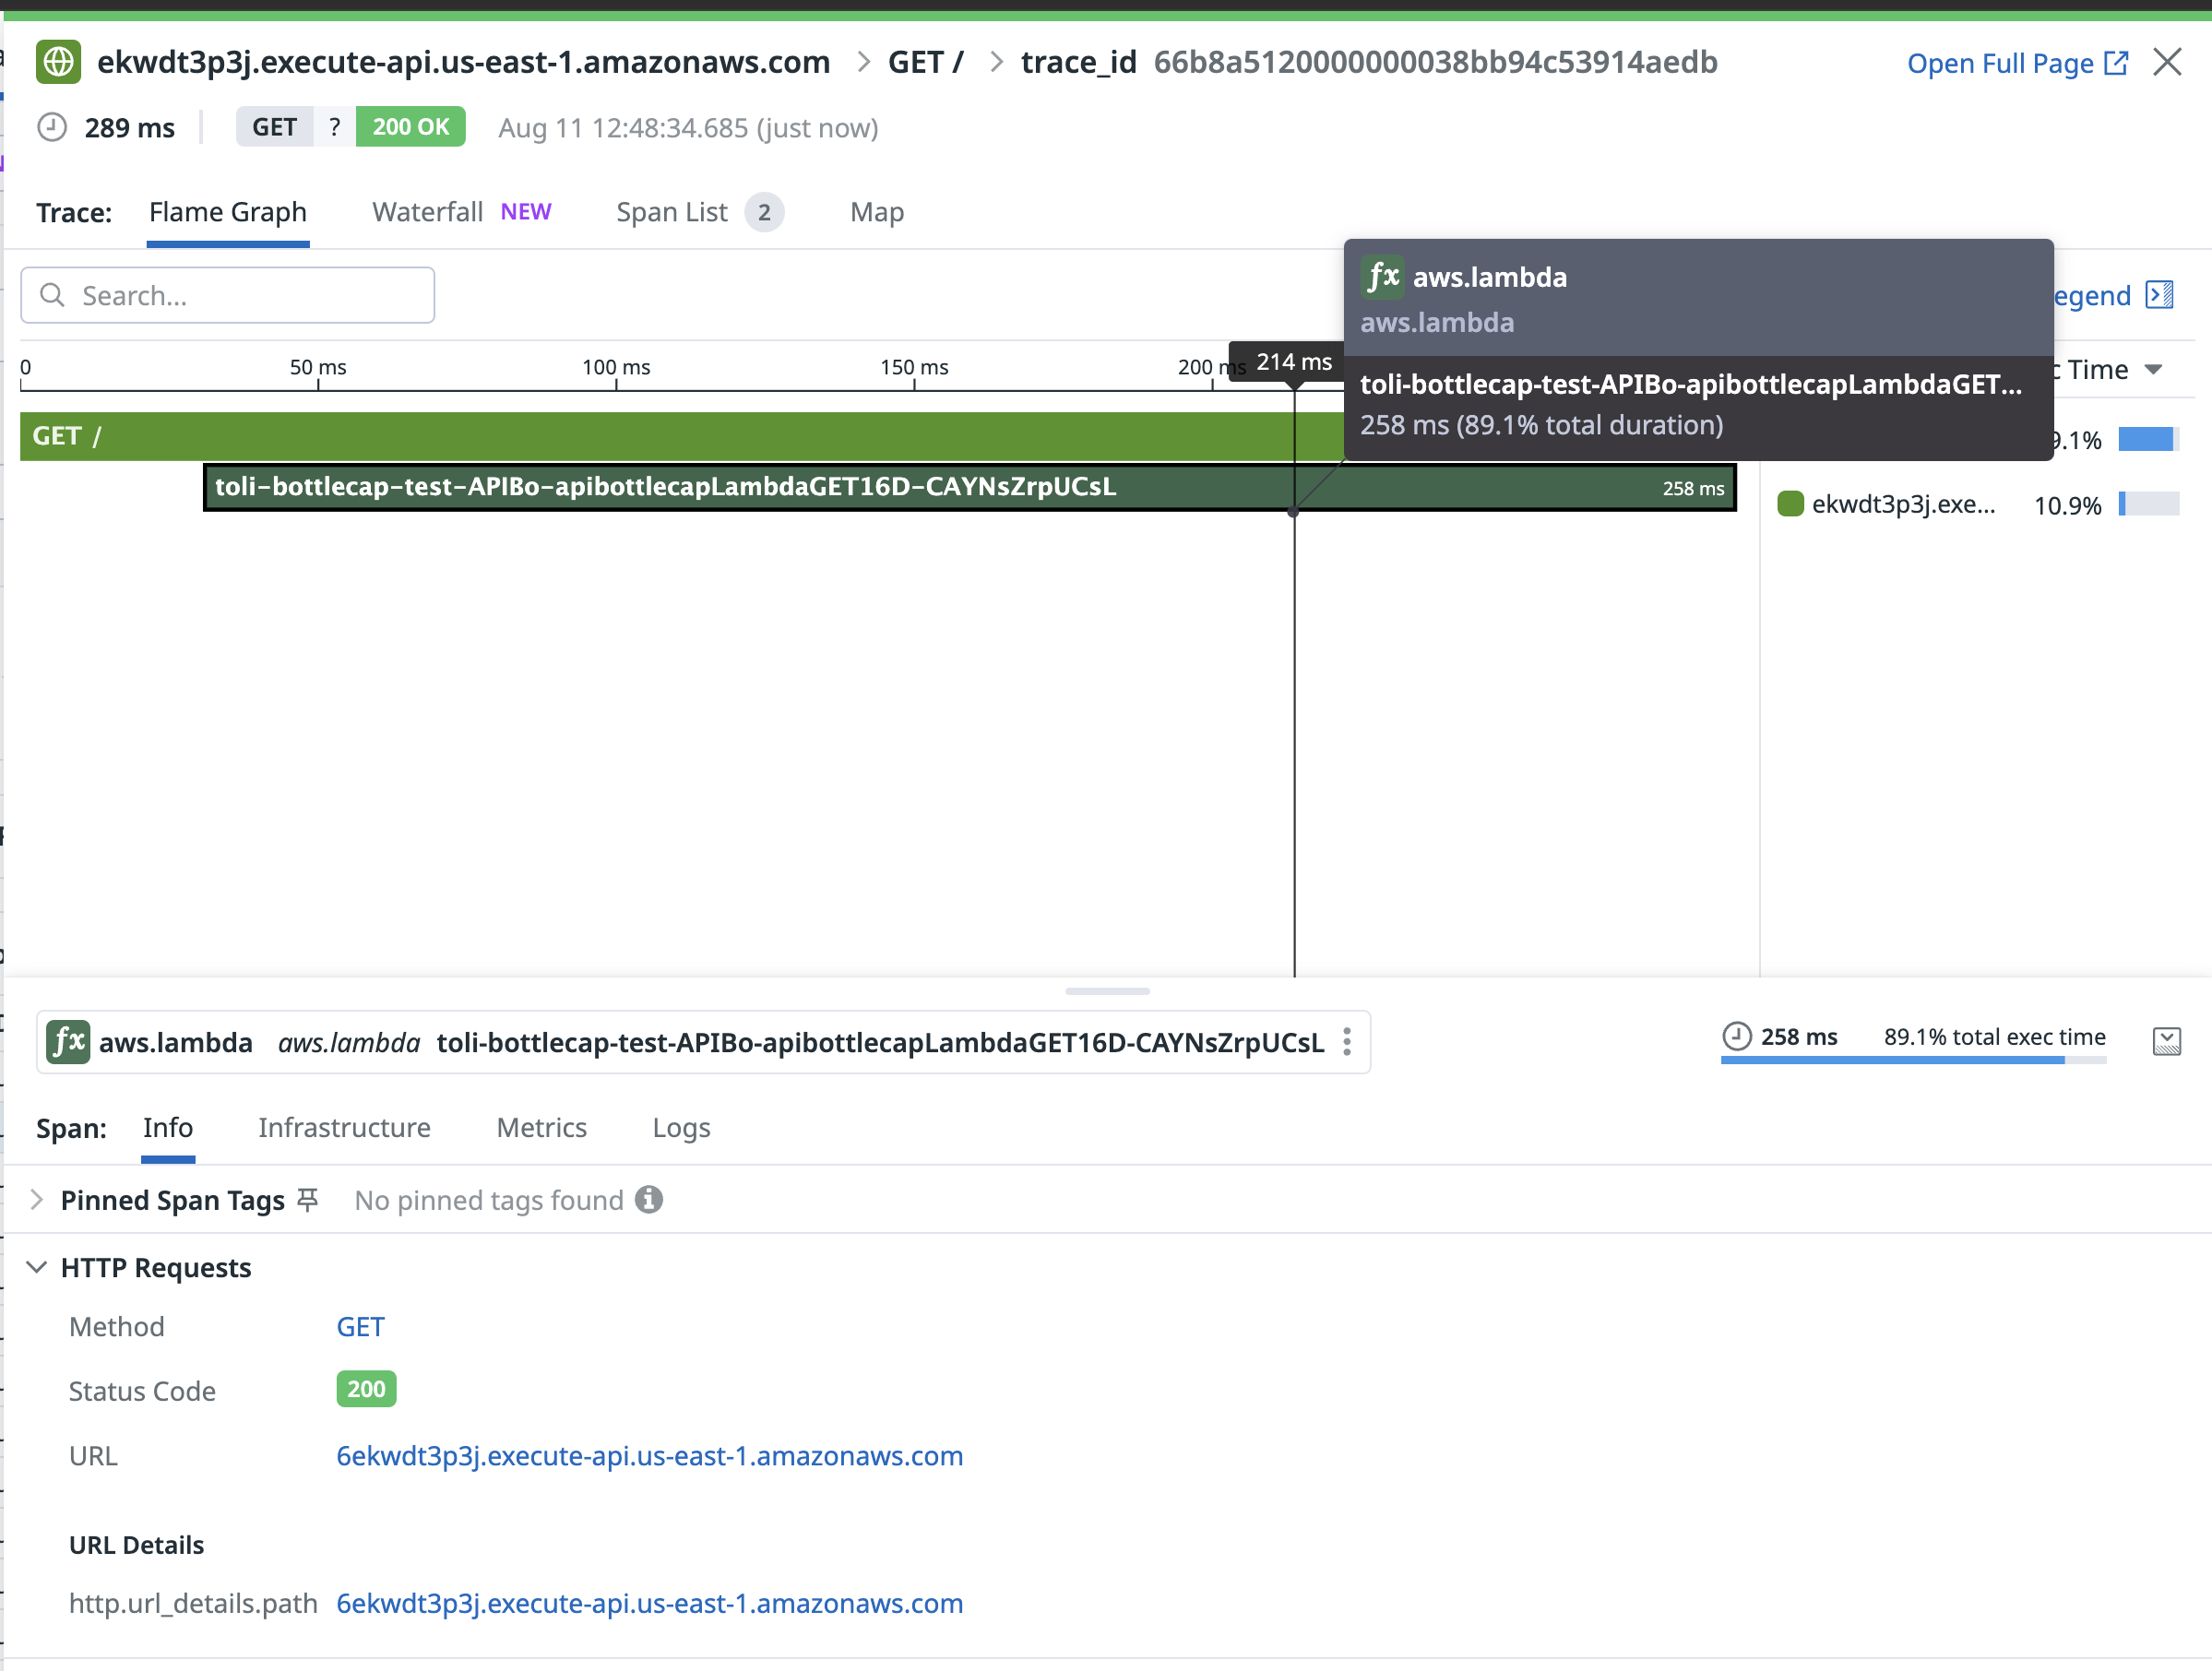 ekwdt3p3j.execute-api.us-east-1.amazonaws.com > GET / > trace_id 66b8a5120000000038bb94c53914aedb Open Full Page
289 ms GET ? 200 OK Aug 11 12:48:34.685 (just now)
Trace: Flame Graph Waterfall NEW Span List 2 Map
Search...
egend
aws.lambda
aws.lambda
toli-bottlecap-test-APIBo-apibottlecapLambdaGET...
258 ms (89.1% total duration)
0 50 ms 100 ms 150 ms 200 ms 214 ms
c Time
GET /
9.1%
toli-bottlecap-test-APIBo-apibottlecapLambdaGET16D-CAYNsZrpUCsL 258 ms
ekwdt3p3j.exe... 10.9%
fx aws.lambda aws.lambda toli-bottlecap-test-APIBo-apibottlecapLambdaGET16D-CAYNsZrpUCsL 258 ms 89.1% total exec time
Span: Info Infrastructure Metrics Logs
Pinned Span Tags No pinned tags found
HTTP Requests
Method GET
Status Code 200
URL 6ekwdt3p3j.execute-api.us-east-1.amazonaws.com
URL Details
http.url_details.path 6ekwdt3p3j.execute-api.us-east-1.amazonaws.com